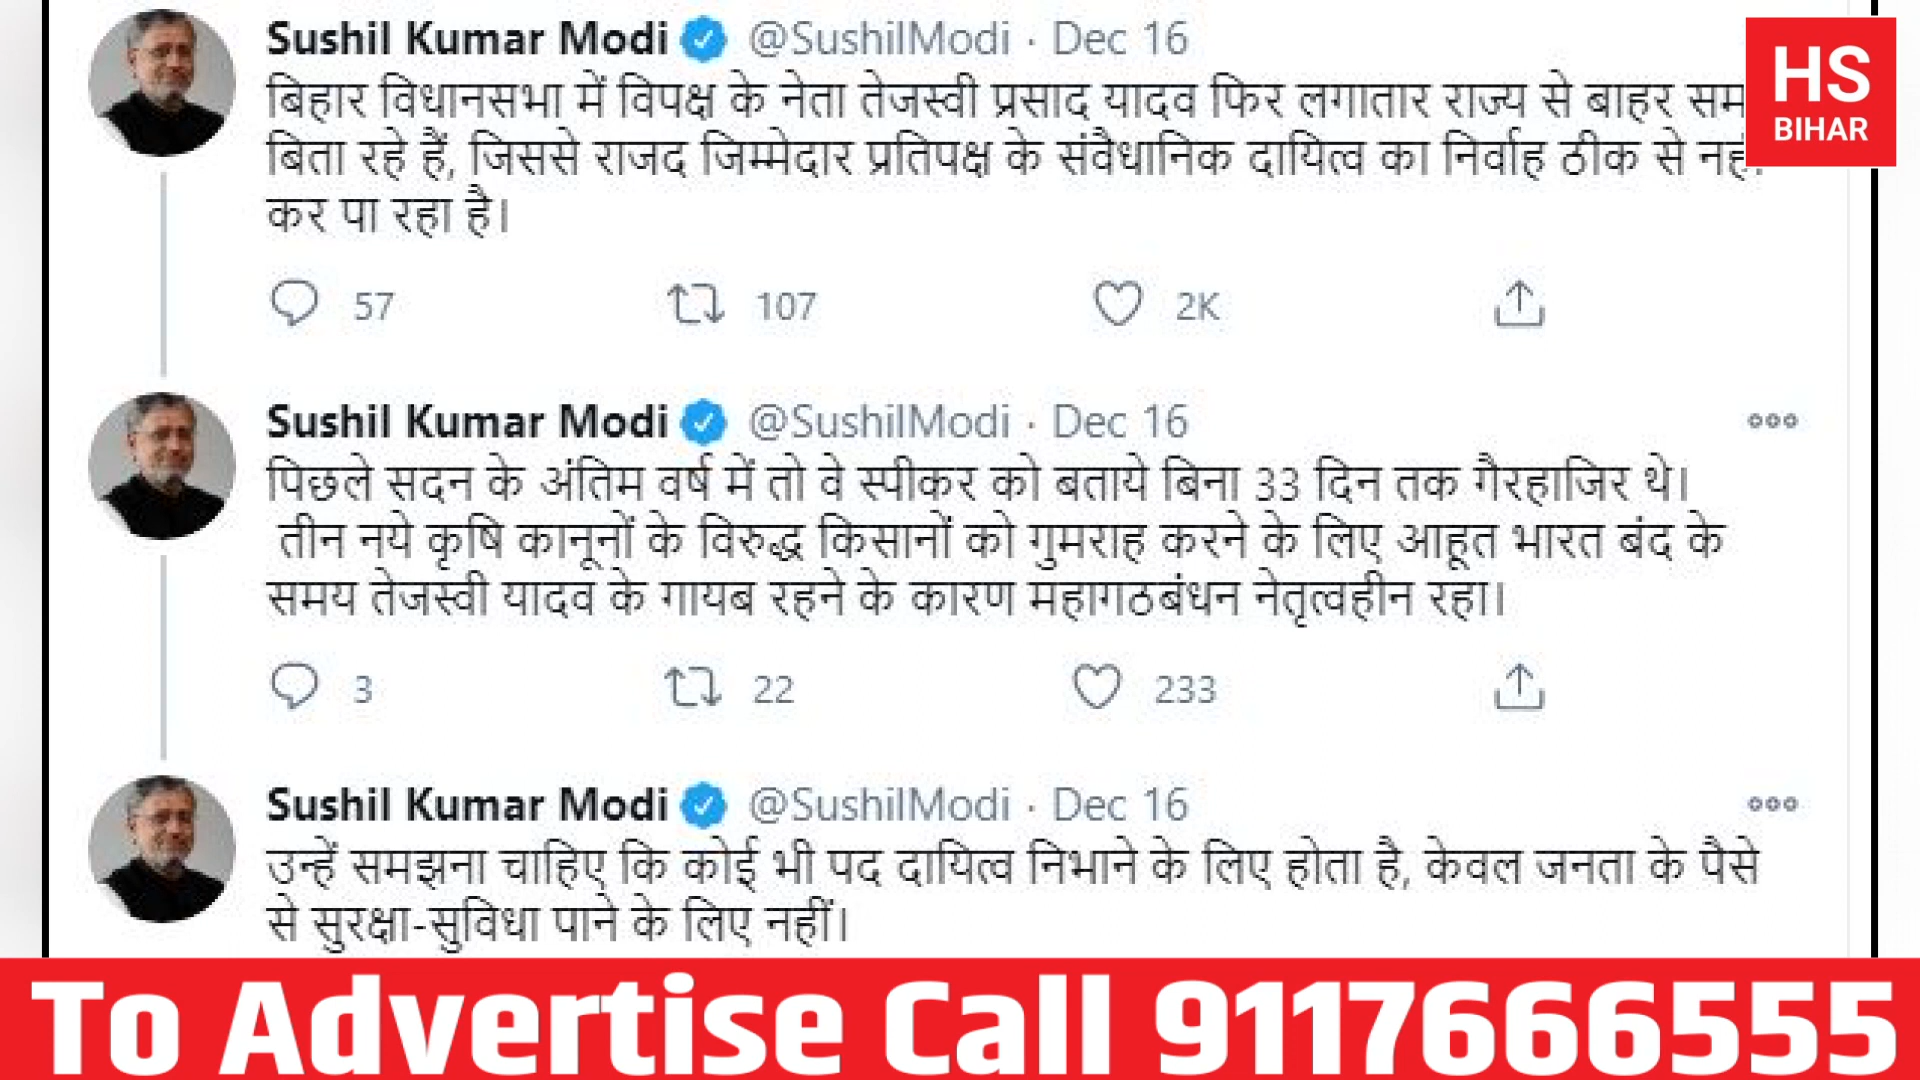 Sushil Kumar Modi @SushilModi · Dec 16
बिहार विधानसभा में विपक्ष के नेता तेजस्वी प्रसाद यादव फिर लगातार राज्य से बाहर
बिता रहे हैं, जिससे राजद जिम्मेदार प्रतिपक्ष के संवैधानिक दायित्व का निर्वाह ठीक से
कर पा रहा है।
57 107 2K
HS
BIHAR
Sushil Kumar Modi @SushilModi · Dec 16
पिछले सदन के अंतिम वर्ष में तो वे स्पीकर को बताये बिना 33 दिन तक गैरहाजिर थे।
तीन नये कृषि कानूनों के विरुद्ध किसानों को गुमराह करने के लिए आहूत भारत बंद के
समय तेजस्वी यादव के गायब रहने के कारण महागठबंधन नेतृत्वहीन रहा।
3 22 233
Sushil Kumar Modi @SushilModi · Dec 16
उन्हें समझना चाहिए कि कोई भी पद दायित्व निभाने के लिए होता है, केवल जनता के पैसे
से सुरक्षा-सुविधा पाने के लिए नहीं।
To Advertise Call 9117666555